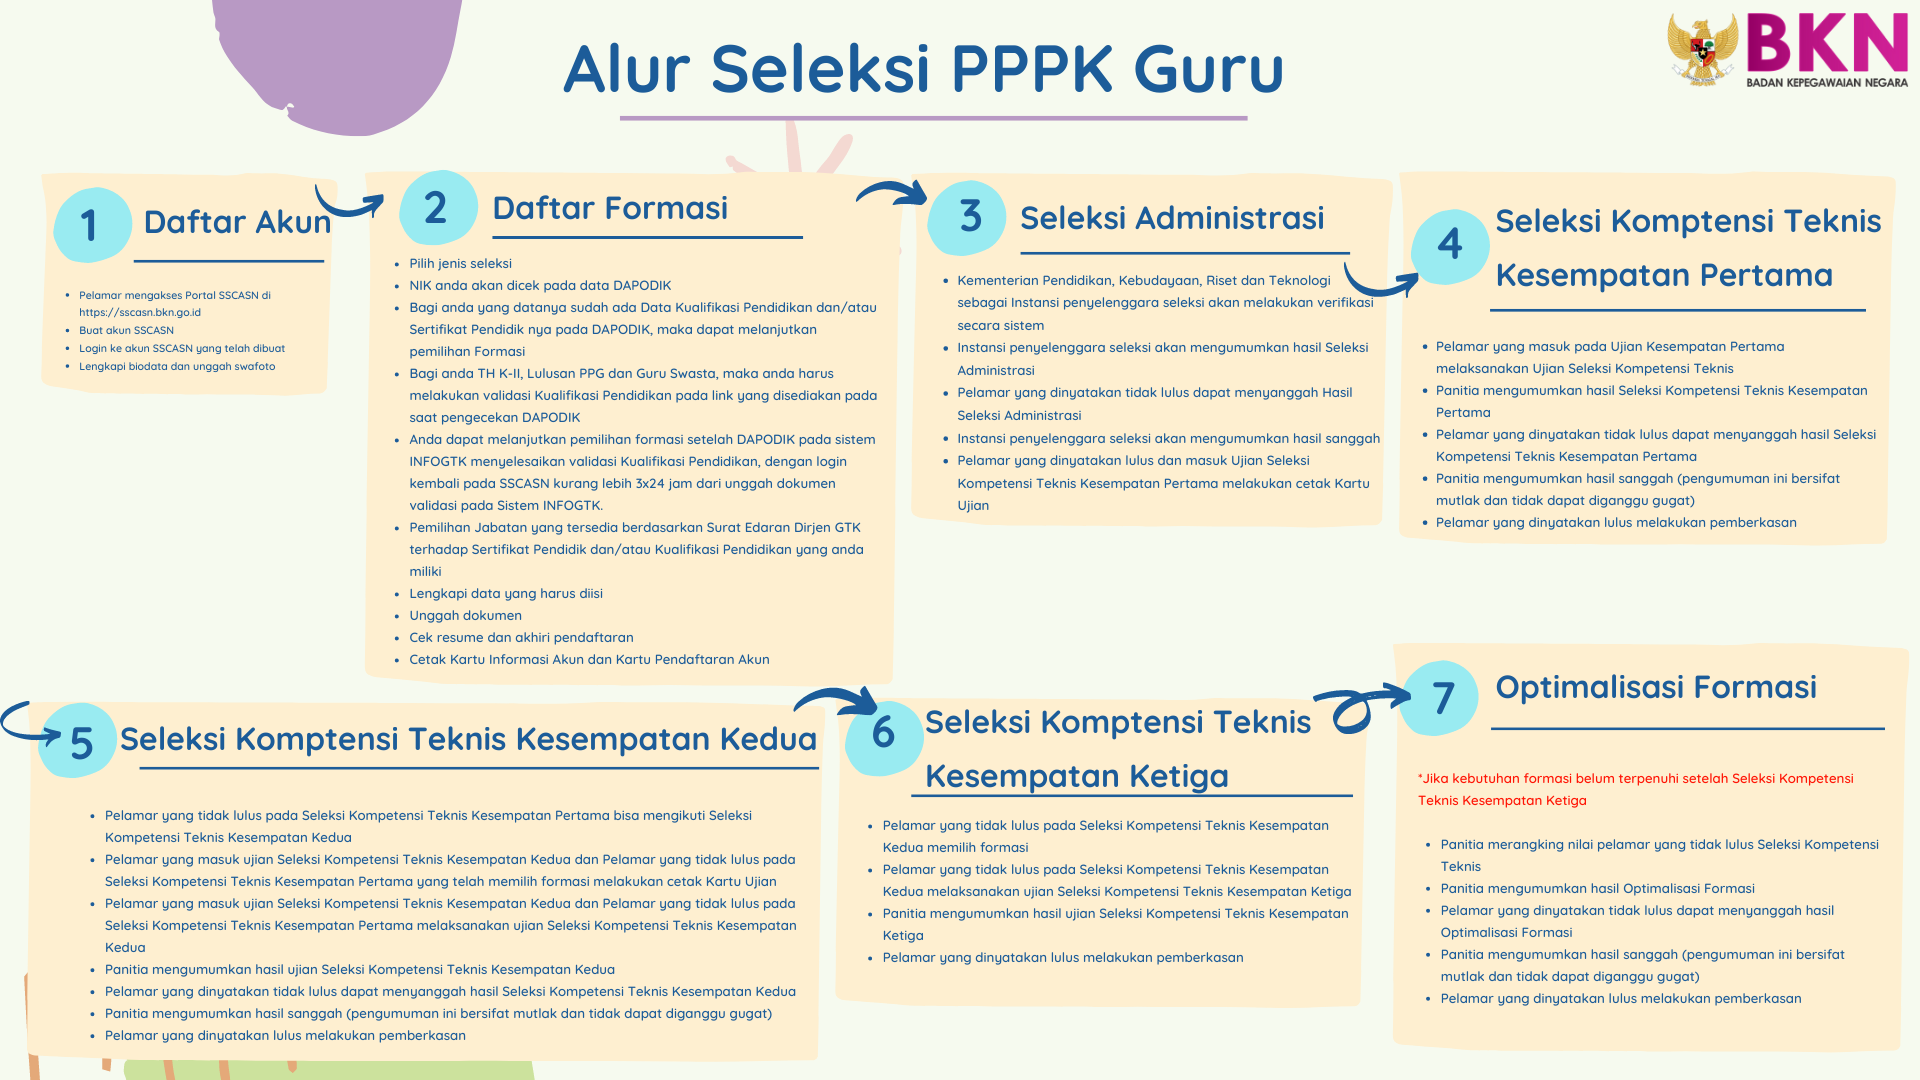 Alur Seleksi PPPK Guru
BKN
BADAN KEPEGAWAIAN NEGARA
1
Daftar Akun
• Pelamar mengakses Portal SSCASN di
https://sscasn.bkn.go.id
• Buat akun SSCASN
• Login ke akun SSCASN yang telah dibuat
• Lengkapi biodata dan unggah swafoto
2
Daftar Formasi
• Pilih jenis seleksi
• NIK anda akan dicek pada data DAPODIK
• Bagi anda yang datanya sudah ada Data Kualifikasi Pendidikan dan/atau
Sertifikat Pendidik nya pada DAPODIK, maka dapat melanjutkan
pemilihan Formasi
• Bagi anda TH K-II, Lulusan PPG dan Guru Swasta, maka anda harus
melakukan validasi Kualifikasi Pendidikan pada link yang disediakan pada
saat pengecekan DAPODIK
• Anda dapat melanjutkan pemilihan formasi setelah DAPODIK pada sistem
INFOGTK menyelesaikan validasi Kualifikasi Pendidikan, dengan login
kembali pada SSCASN kurang lebih 3x24 jam dari unggah dokumen
validasi pada Sistem INFOGTK.
• Pemilihan Jabatan yang tersedia berdasarkan Surat Edaran Dirjen GTK
terhadap Sertifikat Pendidik dan/atau Kualifikasi Pendidikan yang anda
miliki
• Lengkapi data yang harus diisi
• Unggah dokumen
• Cek resume dan akhiri pendaftaran
• Cetak Kartu Informasi Akun dan Kartu Pendaftaran Akun
3
Seleksi Administrasi
• Kementerian Pendidikan, Kebudayaan, Riset dan Teknologi
sebagai Instansi penyelenggara seleksi akan melakukan verifikasi
secara sistem
• Instansi penyelenggara seleksi akan mengumumkan hasil Seleksi
Administrasi
• Pelamar yang dinyatakan tidak lulus dapat menyanggah Hasil
Seleksi Administrasi
• Instansi penyelenggara seleksi akan mengumumkan hasil sanggah
• Pelamar yang dinyatakan lulus dan masuk Ujian Seleksi
Kompetensi Teknis Kesempatan Pertama melakukan cetak Kartu
Ujian
4
Seleksi Komptensi Teknis
Kesempatan Pertama
• Pelamar yang masuk pada Ujian Kesempatan Pertama
melaksanakan Ujian Seleksi Kompetensi Teknis
• Panitia mengumumkan hasil Seleksi Kompetensi Teknis Kesempatan
Pertama
• Pelamar yang dinyatakan tidak lulus dapat menyanggah hasil Seleksi
Kompetensi Teknis Kesempatan Pertama
• Panitia mengumumkan hasil sanggah (pengumuman ini bersifat
mutlak dan tidak dapat diganggu gugat)
• Pelamar yang dinyatakan lulus melakukan pemberkasan
5
Seleksi Komptensi Teknis Kesempatan Kedua
• Pelamar yang tidak lulus pada Seleksi Kompetensi Teknis Kesempatan Pertama bisa mengikuti Seleksi
Kompetensi Teknis Kesempatan Kedua
• Pelamar yang masuk ujian Seleksi Kompetensi Teknis Kesempatan Kedua dan Pelamar yang tidak lulus pada
Seleksi Kompetensi Teknis Kesempatan Pertama yang telah memilih formasi melakukan cetak Kartu Ujian
• Pelamar yang masuk ujian Seleksi Kompetensi Teknis Kesempatan Kedua dan Pelamar yang tidak lulus pada
Seleksi Kompetensi Teknis Kesempatan Pertama melaksanakan ujian Seleksi Kompetensi Teknis Kesempatan
Kedua
• Panitia mengumumkan hasil ujian Seleksi Kompetensi Teknis Kesempatan Kedua
• Pelamar yang dinyatakan tidak lulus dapat menyanggah hasil Seleksi Kompetensi Teknis Kesempatan Kedua
• Panitia mengumumkan hasil sanggah (pengumuman ini bersifat mutlak dan tidak dapat diganggu gugat)
• Pelamar yang dinyatakan lulus melakukan pemberkasan
6
Seleksi Komptensi Teknis
Kesempatan Ketiga
• Pelamar yang tidak lulus pada Seleksi Kompetensi Teknis Kesempatan
Kedua memilih formasi
• Pelamar yang tidak lulus pada Seleksi Kompetensi Teknis Kesempatan
Kedua melaksanakan ujian Seleksi Kompetensi Teknis Kesempatan Ketiga
• Panitia mengumumkan hasil ujian Seleksi Kompetensi Teknis Kesempatan
Ketiga
• Pelamar yang dinyatakan lulus melakukan pemberkasan
7
Optimalisasi Formasi
*Jika kebutuhan formasi belum terpenuhi setelah Seleksi Kompetensi
Teknis Kesempatan Ketiga
• Panitia merangking nilai pelamar yang tidak lulus Seleksi Kompetensi
Teknis
• Panitia mengumumkan hasil Optimalisasi Formasi
• Pelamar yang dinyatakan tidak lulus dapat menyanggah hasil
Optimalisasi Formasi
• Panitia mengumumkan hasil sanggah (pengumuman ini bersifat
mutlak dan tidak dapat diganggu gugat)
• Pelamar yang dinyatakan lulus melakukan pemberkasan